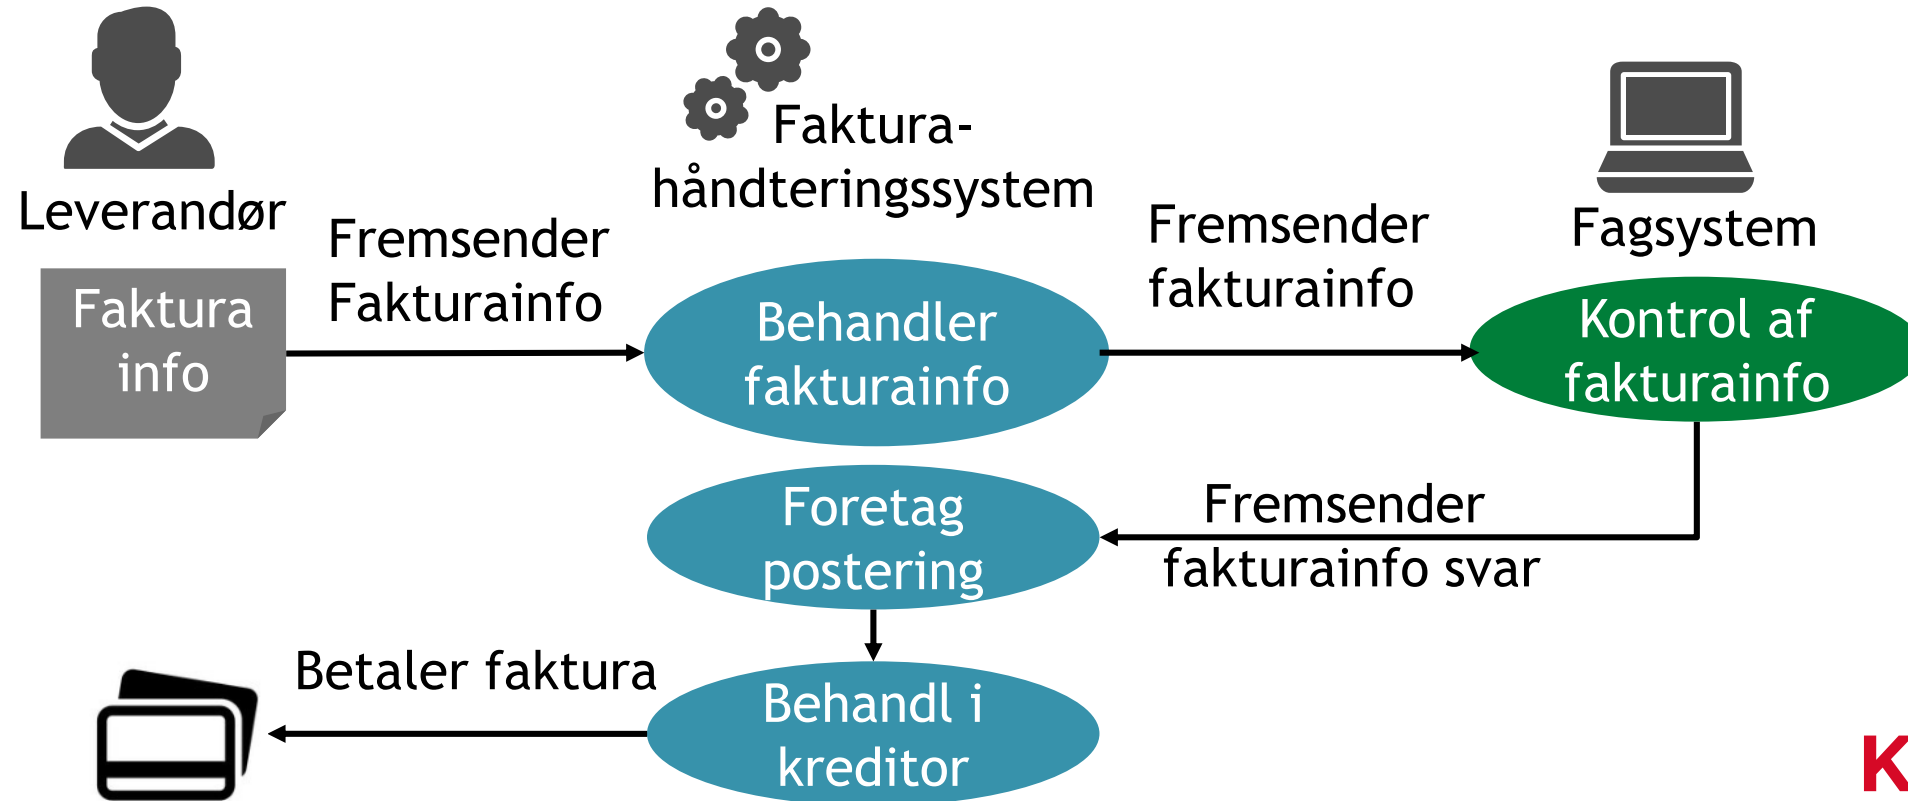 Leverandør
Faktura
info
Fremsender
Fakturainfo
Faktura-
håndteringssystem
Behandler
fakturainfo
Fremsender
fakturainfo
Fagsystem
Kontrol af
fakturainfo
Fremsender
fakturainfo svar
Foretag
postering
Behandl i
kreditor
Betaler faktura
K